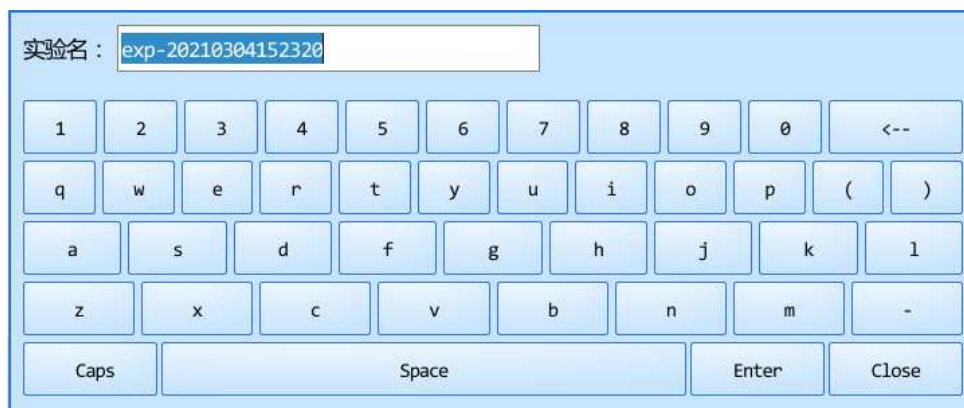 实验名： exp-20210304152320
1 2 3 4 5 6 7 8 9 0 <--
q w e r t y u i o p ( )
a s d f g h j k l
z x c v b n m -
Caps Space Enter Close